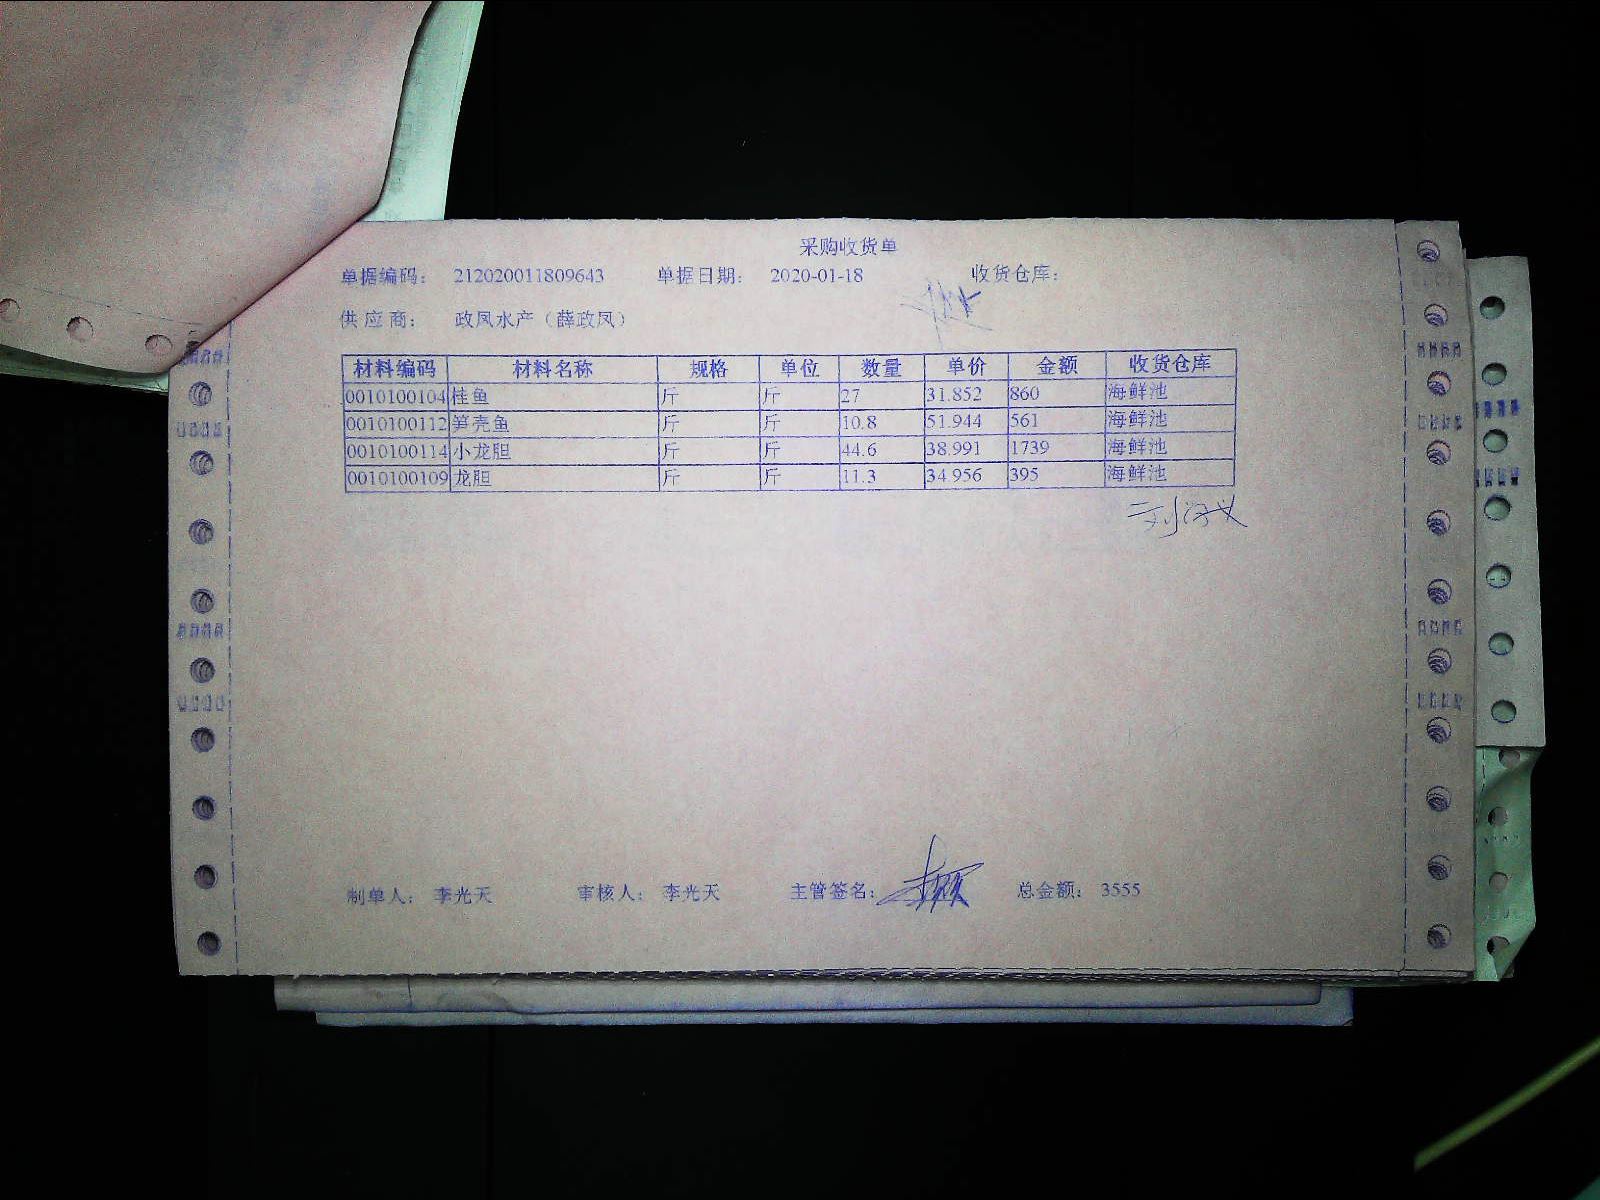 采购收货单
单据编码： 212020011809643 单据日期： 2020-01-18 收货仓库：
供应商： 政凤水产（薛政凤）
材料编码 材料名称 规格 单位 数量 单价 金额 收货仓库
0010100104 桂鱼 斤 斤 27 31.852 860 海鲜池
0010100112 笋壳鱼 斤 斤 10.8 51.944 561 海鲜池
0010100114 小龙胆 斤 斤 44.6 38.991 1739 海鲜池
0010100109 龙胆 斤 斤 11.3 34.956 395 海鲜池
制单人： 李光天 审核人： 李光天 主管签名： 总金额： 3555